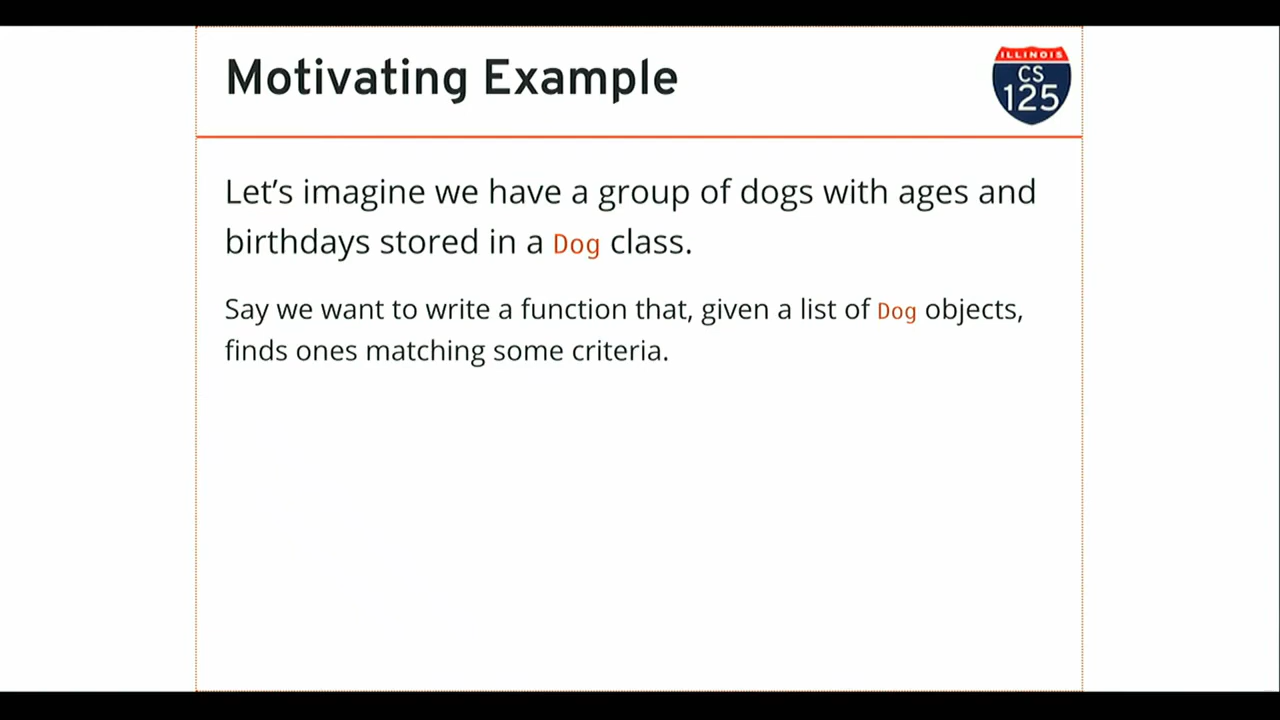 Motivating Example
ILLINOIS
CS
125
Let's imagine we have a group of dogs with ages and
birthdays stored in a Dog class.
Say we want to write a function that, given a list of Dog objects,
finds ones matching some criteria.